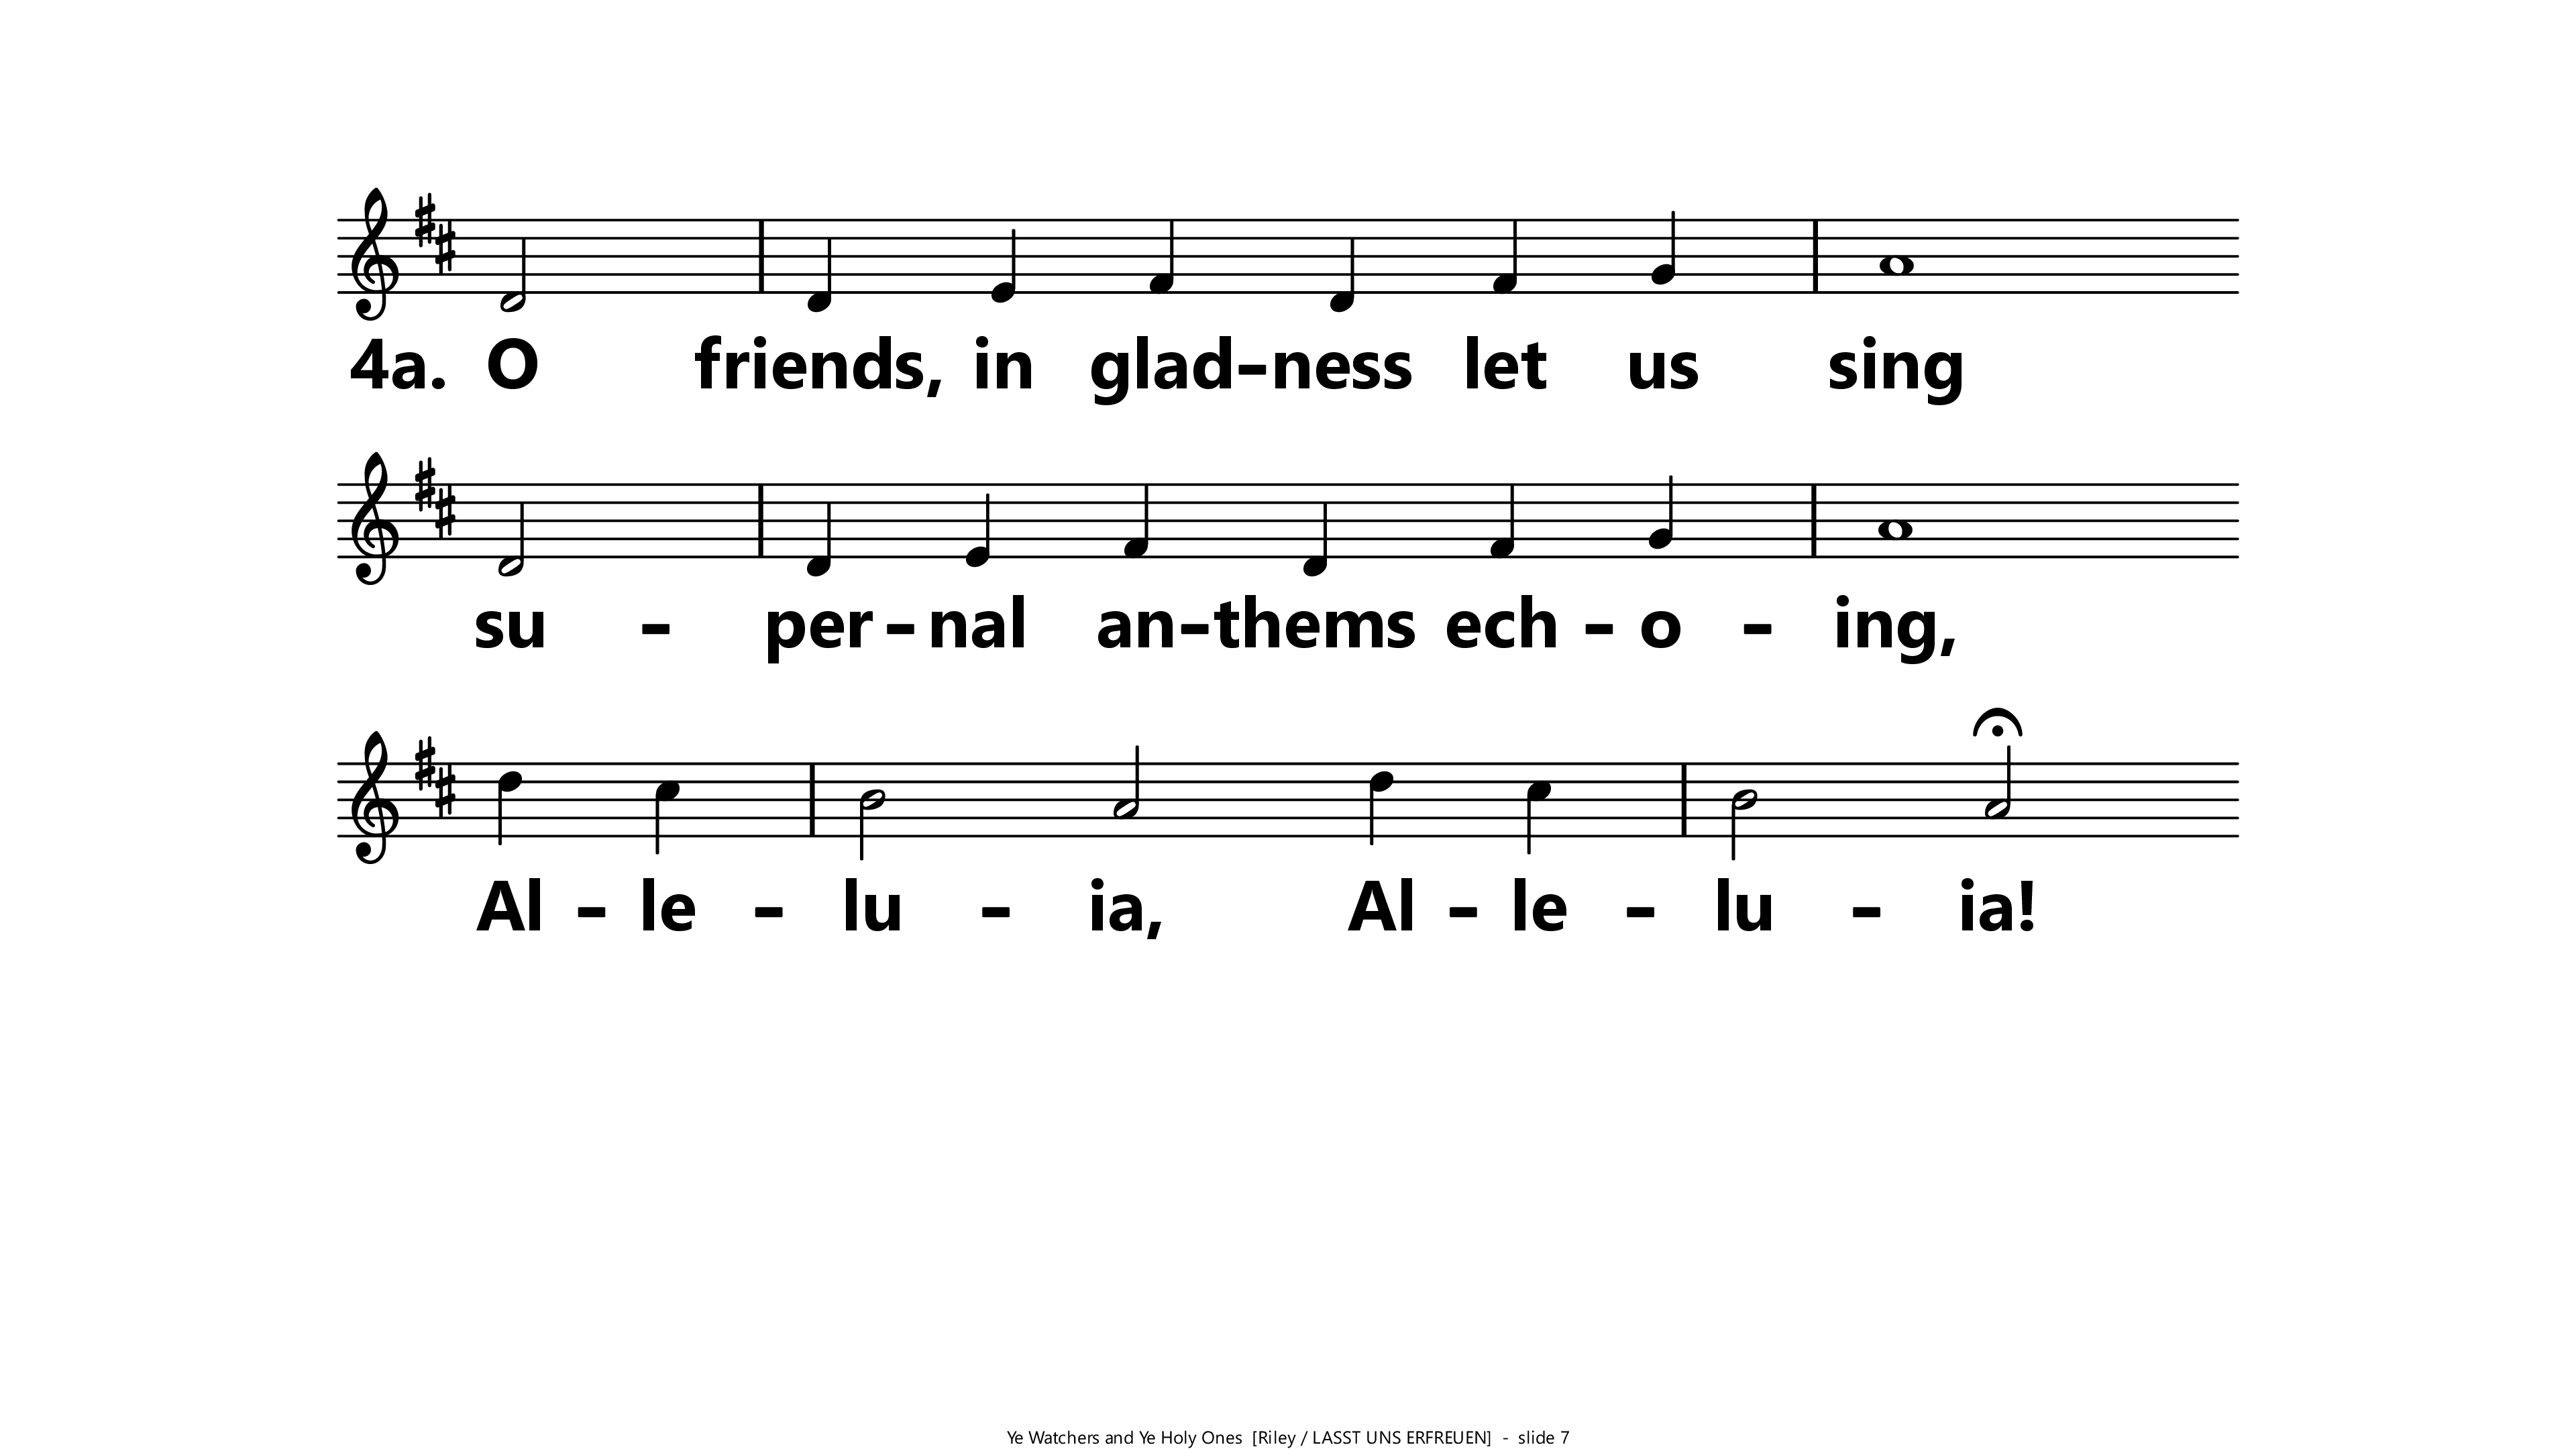 4a. O friends, in glad-ness let us sing
su - per-nal an-thems ech - o - ing,
Al - le - lu - ia, Al - le - lu - ia!
Ye Watchers and Ye Holy Ones [Riley / LASST UNS ERFREUEN] - slide 7